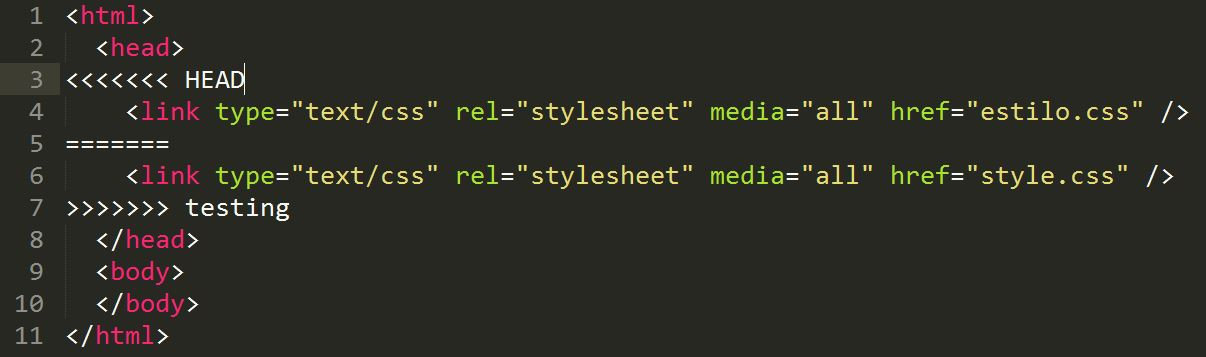 1 <html>
2   <head>
3 <<<<<<< HEAD
4     <link type="text/css" rel="stylesheet" media="all" href="estilo.css" />
5 =======
6     <link type="text/css" rel="stylesheet" media="all" href="style.css" />
7 >>>>>>> testing
8   </head>
9   <body>
10   </body>
11 </html>